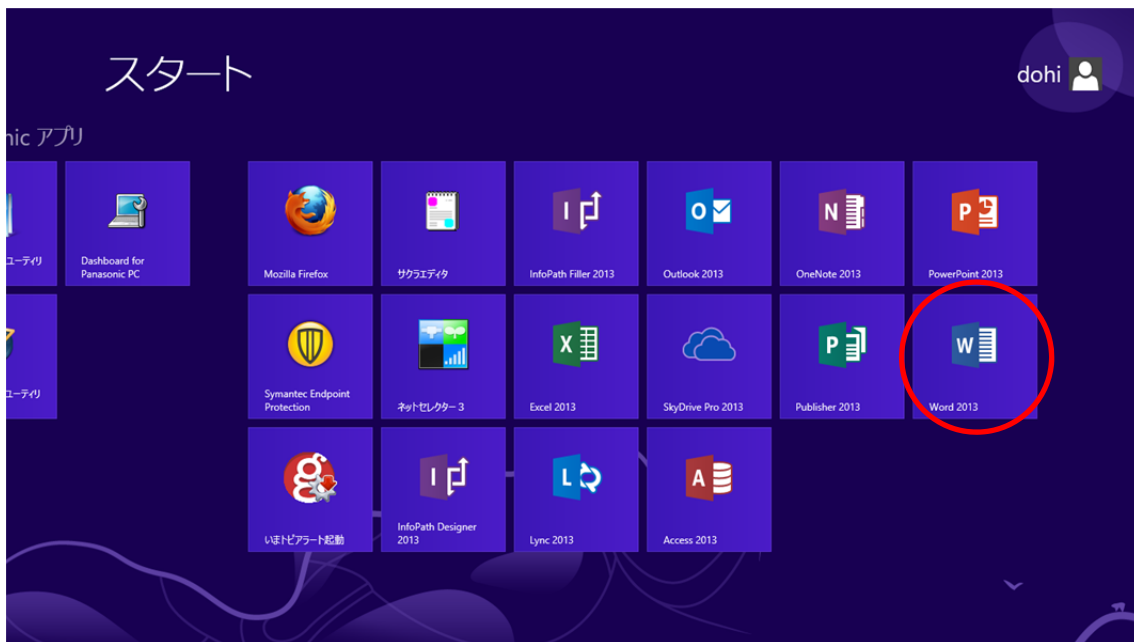 スタート
dohi
nic アプリ
ユーティリ
Dashboard for
Panasonic PC
Mozilla Firefox
サクラエディタ
InfoPath Filler 2013
Outlook 2013
OneNote 2013
PowerPoint 2013
ユーティリ
Symantec Endpoint
Protection
ネットセレクター 3
Excel 2013
SkyDrive Pro 2013
Publisher 2013
Word 2013
いまトピアラート起動
InfoPath Designer
2013
Lync 2013
Access 2013